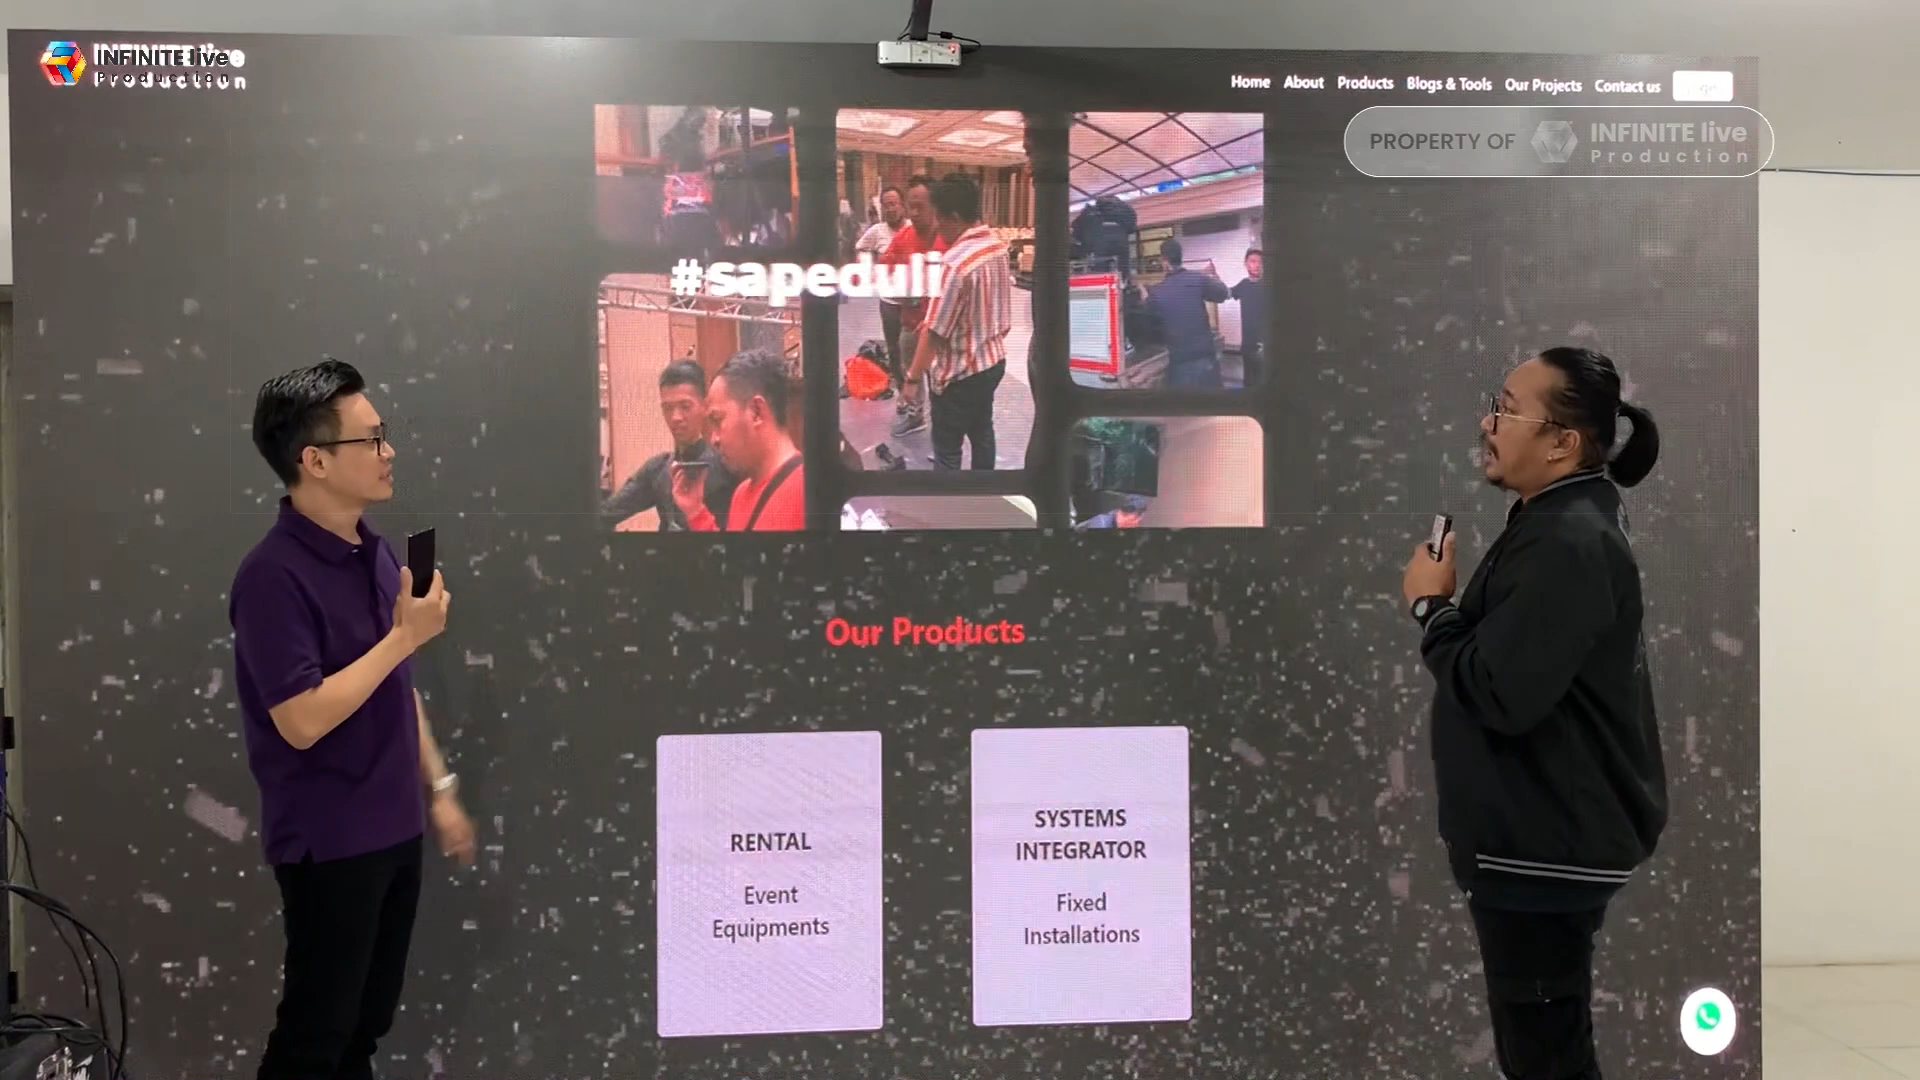 INFINITE live
Production
Home About Products Blogs & Tools Our Projects Contact us
PROPERTY OF INFINITE live
Production
#sapeduli
Our Products
RENTAL
Event
Equipments
SYSTEMS
INTEGRATOR
Fixed
Installations